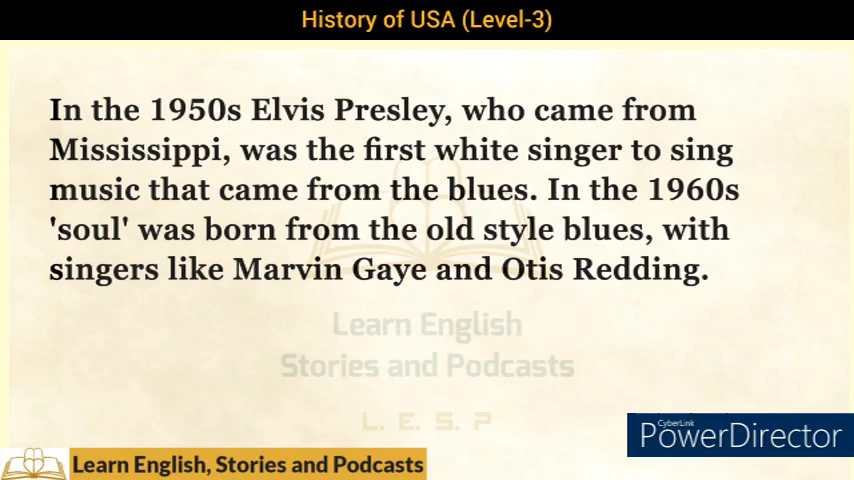 History of USA (Level-3)
In the 1950s Elvis Presley, who came from
Mississippi, was the first white singer to sing
music that came from the blues. In the 1960s
'soul' was born from the old style blues, with
singers like Marvin Gaye and Otis Redding.
Learn English
Stories and Podcasts
L. E. S. P
CyberLink
PowerDirector
Learn English, Stories and Podcasts